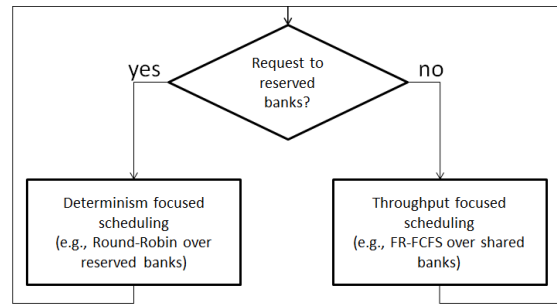 Request to
reserved
banks?
yes
no
Determinism focused
scheduling
(e.g., Round-Robin over
reserved banks)
Throughput focused
scheduling
(e.g., FR-FCFS over shared
banks)